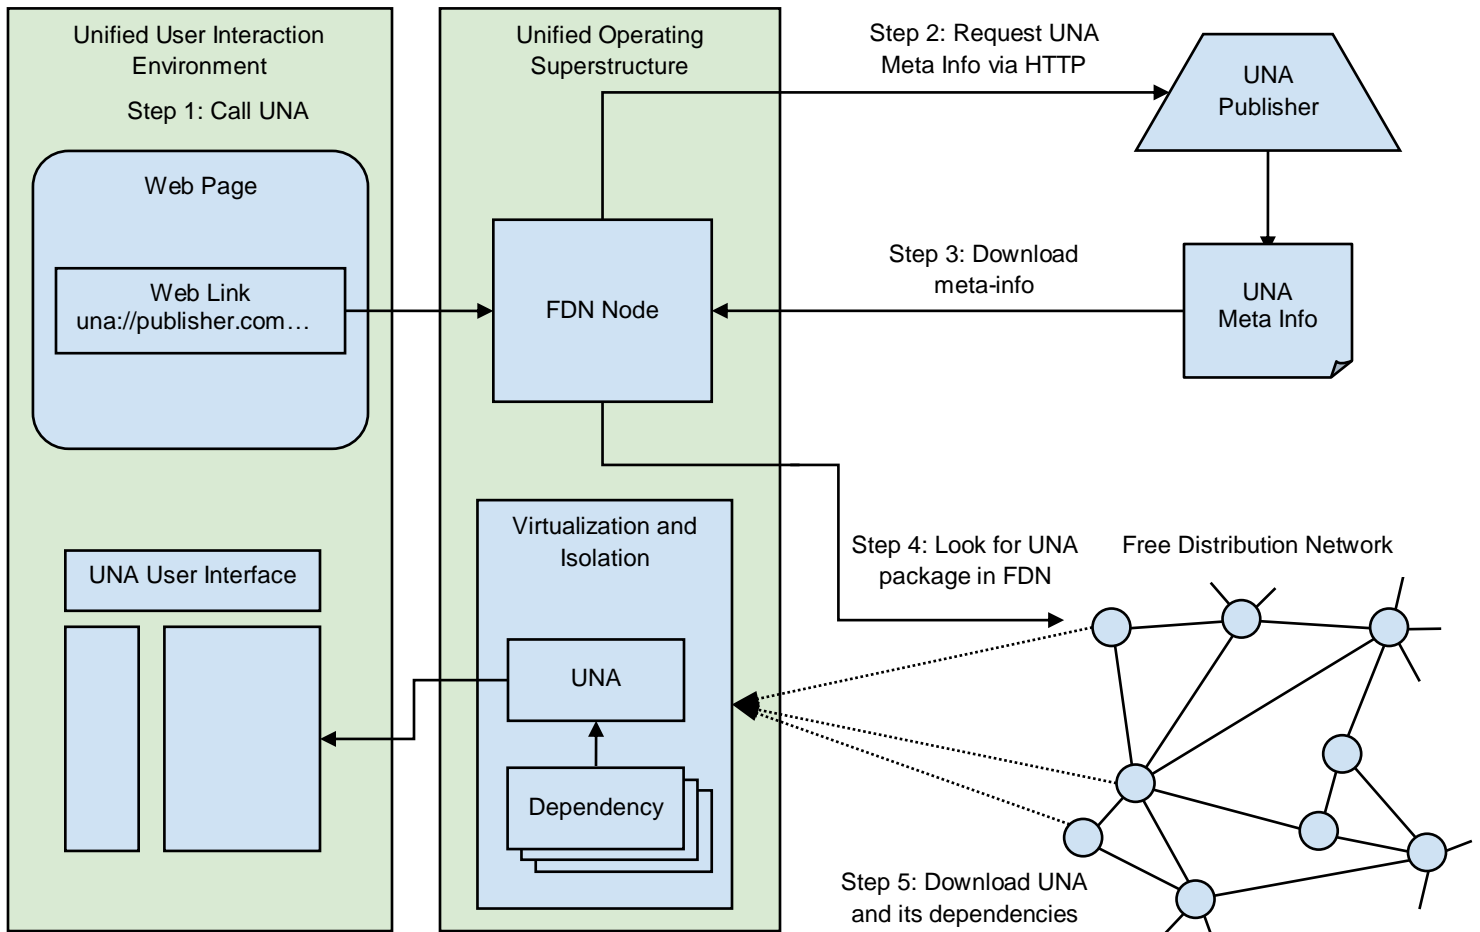 Unified User Interaction
Environment
Step 1: Call UNA
Web Page
Web Link
una://publisher.com…
UNA User Interface
Unified Operating
Superstructure
FDN Node
Virtualization and
Isolation
UNA
Dependency
Step 2: Request UNA
Meta Info via HTTP
UNA
Publisher
Step 3: Download
meta-info
UNA
Meta Info
Step 4: Look for UNA
package in FDN
Free Distribution Network
Step 5: Download UNA
and its dependencies